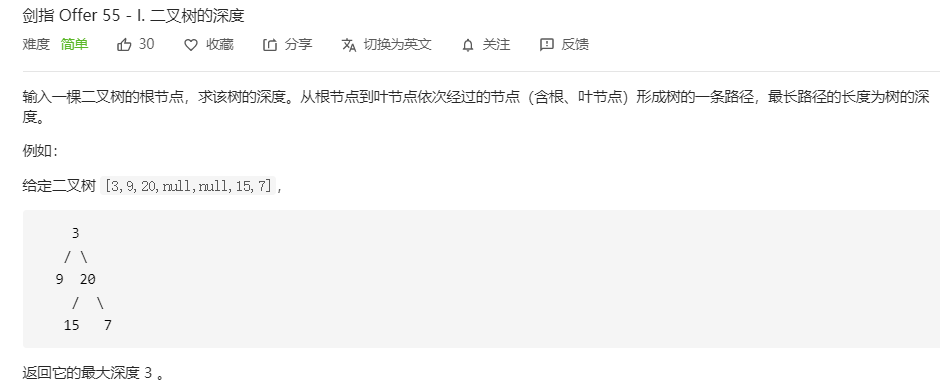 剑指 Offer 55 - I. 二叉树的深度
难度 简单 30 收藏 分享 切换为英文 关注 反馈
输入一棵二叉树的根节点，求该树的深度。从根节点到叶节点依次经过的节点（含根、叶节点）形成树的一条路径，最长路径的长度为树的深
度。
例如：
给定二叉树 [3,9,20,null,null,15,7]，
3
/ \
9 20
/ \
15 7
返回它的最大深度 3 。